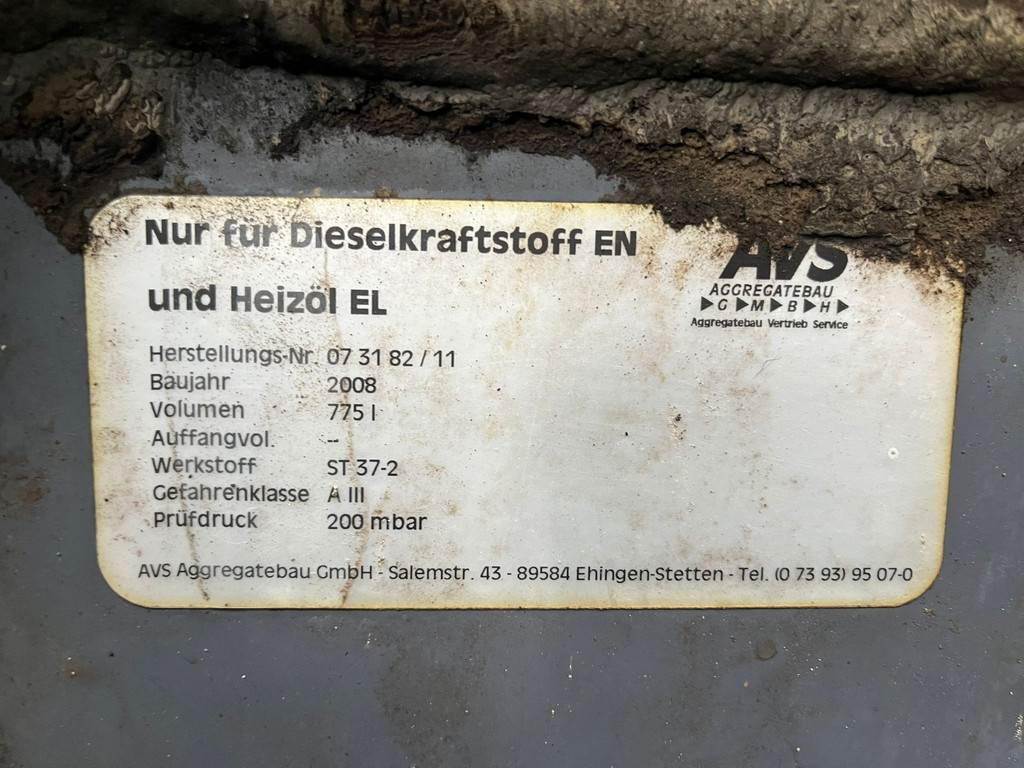 Nur für Dieselkraftstoff EN
und Heizöl EL
AVS
AGGREGATEBAU
▶G▶M▶B▶H▶
Aggregatebau Vertrieb Service
Herstellungs-Nr. 07 31 82 / 11
Baujahr 2008
Volumen 775 l
Auffangvol. --
Werkstoff ST 37-2
Gefahrenklasse A III
Prüfdruck 200 mbar
AVS Aggregatebau GmbH - Salemstr. 43 - 89584 Ehingen-Stetten - Tel. (0 73 93) 95 07-0